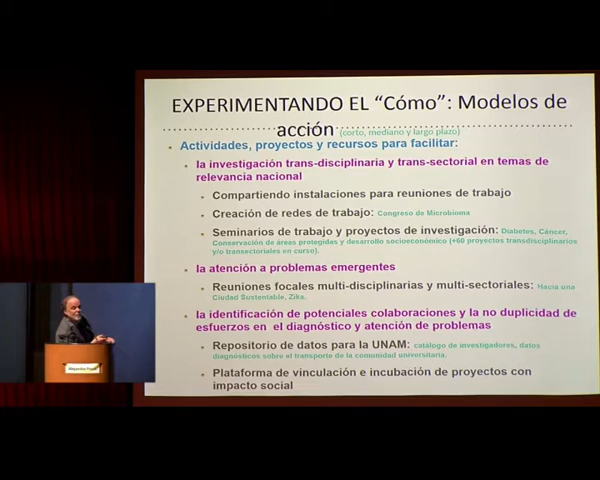 EXPERIMENTANDO EL “Cómo”: Modelos de
acción (corto, mediano y largo plazo)
• Actividades, proyectos y recursos para facilitar:
• la investigación trans-disciplinaria y trans-sectorial en temas de
relevancia nacional
• Compartiendo instalaciones para reuniones de trabajo
• Creación de redes de trabajo: Congreso de Microbioma
• Seminarios de trabajo y proyectos de investigación: Diabetes, Cáncer,
Conservación de áreas protegidas y desarrollo socioeconómico (+60 proyectos transdisciplinarios
y/o transectoriales en curso).
• la atención a problemas emergentes
• Reuniones focales multi-disciplinarias y multi-sectoriales: Hacia una
Ciudad Sustentable, Zika.
• la identificación de potenciales colaboraciones y la no duplicidad de
esfuerzos en el diagnóstico y atención de problemas
• Repositorio de datos para la UNAM: catálogo de investigadores, datos
diagnósticos sobre el transporte de la comunidad universitaria.
• Plataforma de vinculación e incubación de proyectos con
impacto social
Alejandro